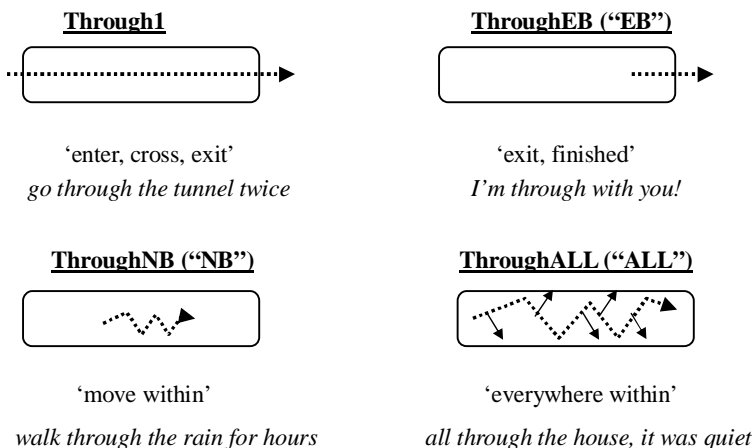 Through1
ThroughEB (“EB”)
‘enter, cross, exit’
‘exit, finished’
go through the tunnel twice
I’m through with you!
ThroughNB (“NB”)
ThroughALL (“ALL”)
‘move within’
‘everywhere within’
walk through the rain for hours
all through the house, it was quiet